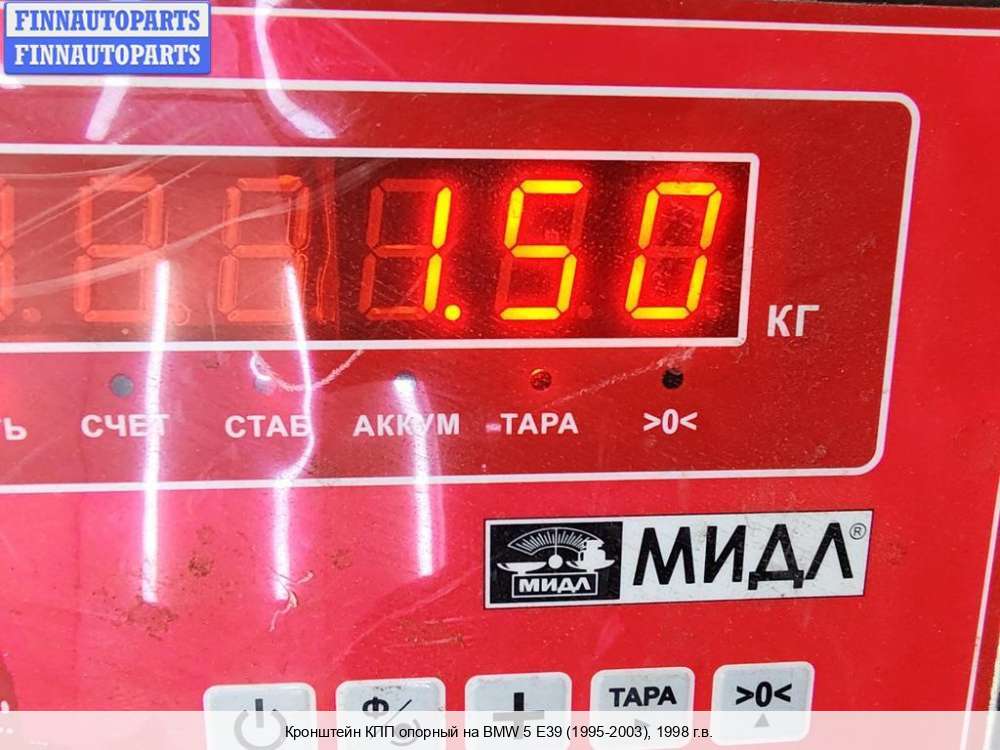 FINNAUTOPARTS
FINNAUTOPARTS
1.50
КГ
СЧЕТ СТАБ АККУМ ТАРА >0<
МИДЛ МИДЛ®
Ф/ + ТАРА >0<
Кронштейн КПП опорный на BMW 5 E39 (1995-2003), 1998 г.в.